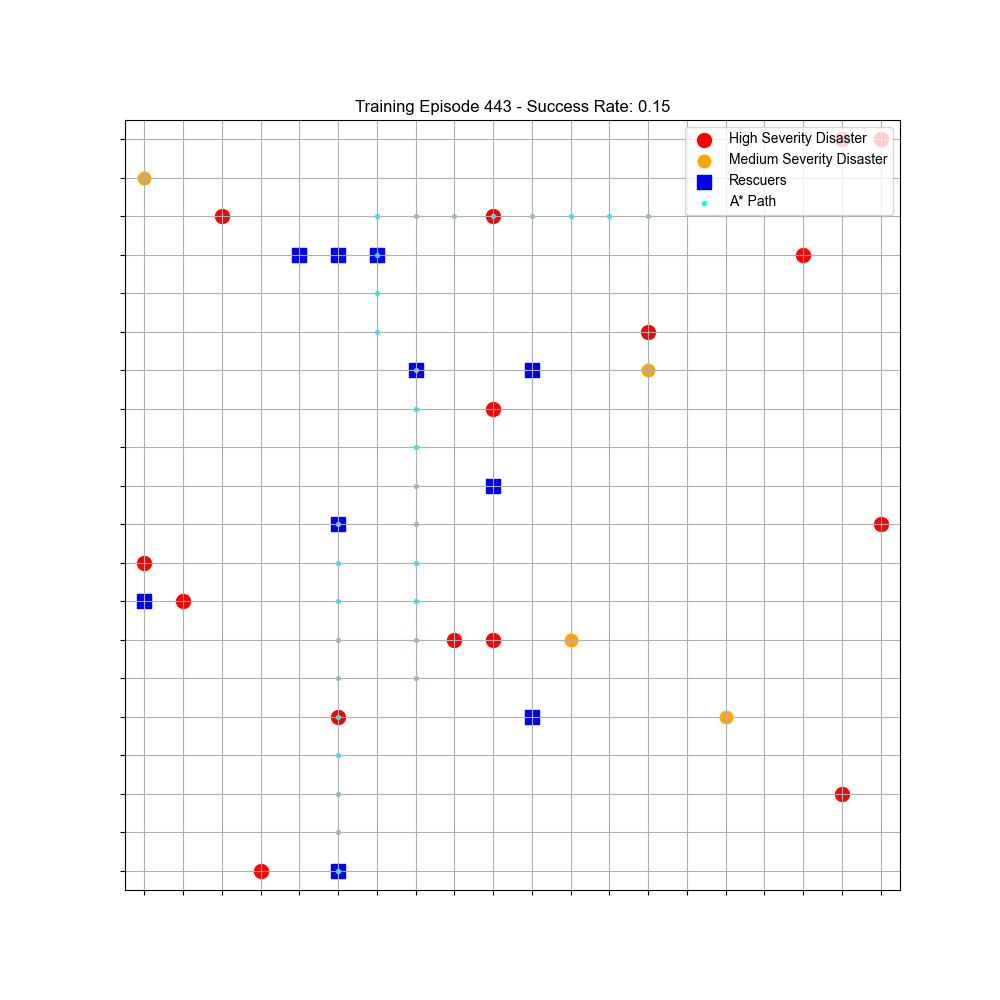 Training Episode 443 - Success Rate: 0.15
High Severity Disaster
Medium Severity Disaster
Rescuers
A* Path